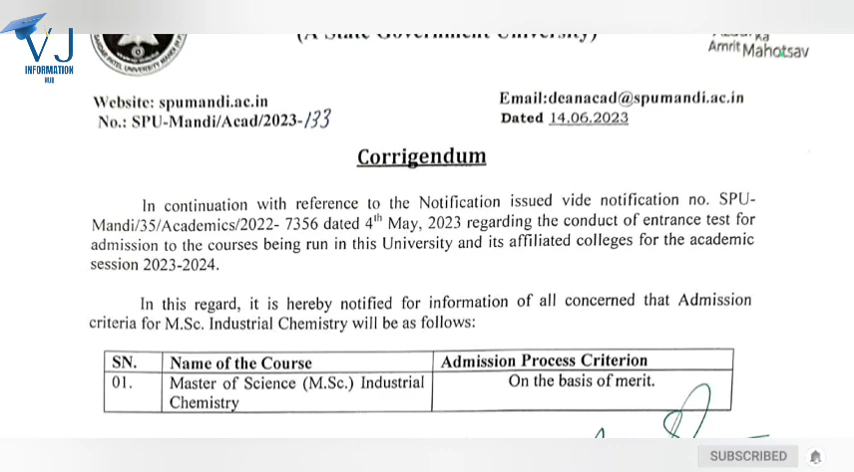 VJ
INFORMATION
HUB
(A State Government University)
Amrit Mahotsav
Website: spumandi.ac.in
Email:deanacad@spumandi.ac.in
No.: SPU-Mandi/Acad/2023-133
Dated 14.06.2023
Corrigendum
In continuation with reference to the Notification issued vide notification no. SPU-
Mandi/35/Academics/2022- 7356 dated 4th May, 2023 regarding the conduct of entrance test for
admission to the courses being run in this University and its affiliated colleges for the academic
session 2023-2024.
In this regard, it is hereby notified for information of all concerned that Admission
criteria for M.Sc. Industrial Chemistry will be as follows:
SN. Name of the Course Admission Process Criterion
01. Master of Science (M.Sc.) Industrial On the basis of merit.
Chemistry
SUBSCRIBED